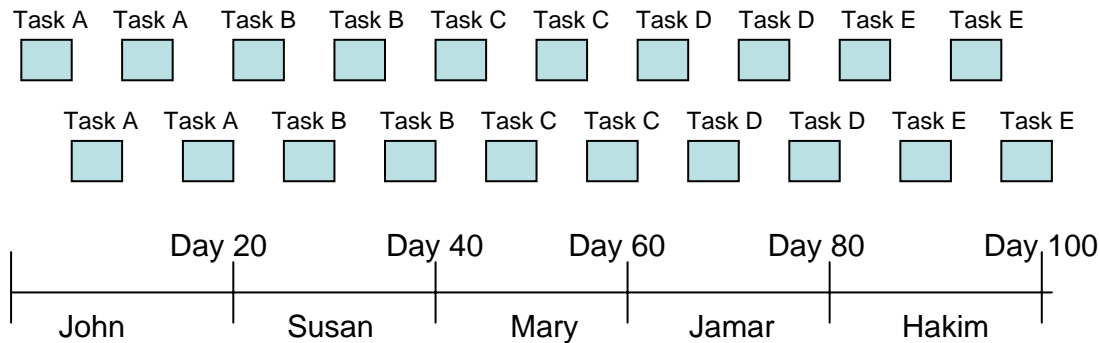 Task A Task A Task B Task B Task C Task C Task D Task D Task E Task E
Task A Task A Task B Task B Task C Task C Task D Task D Task E Task E
Day 20 Day 40 Day 60 Day 80 Day 100
John Susan Mary Jamar Hakim